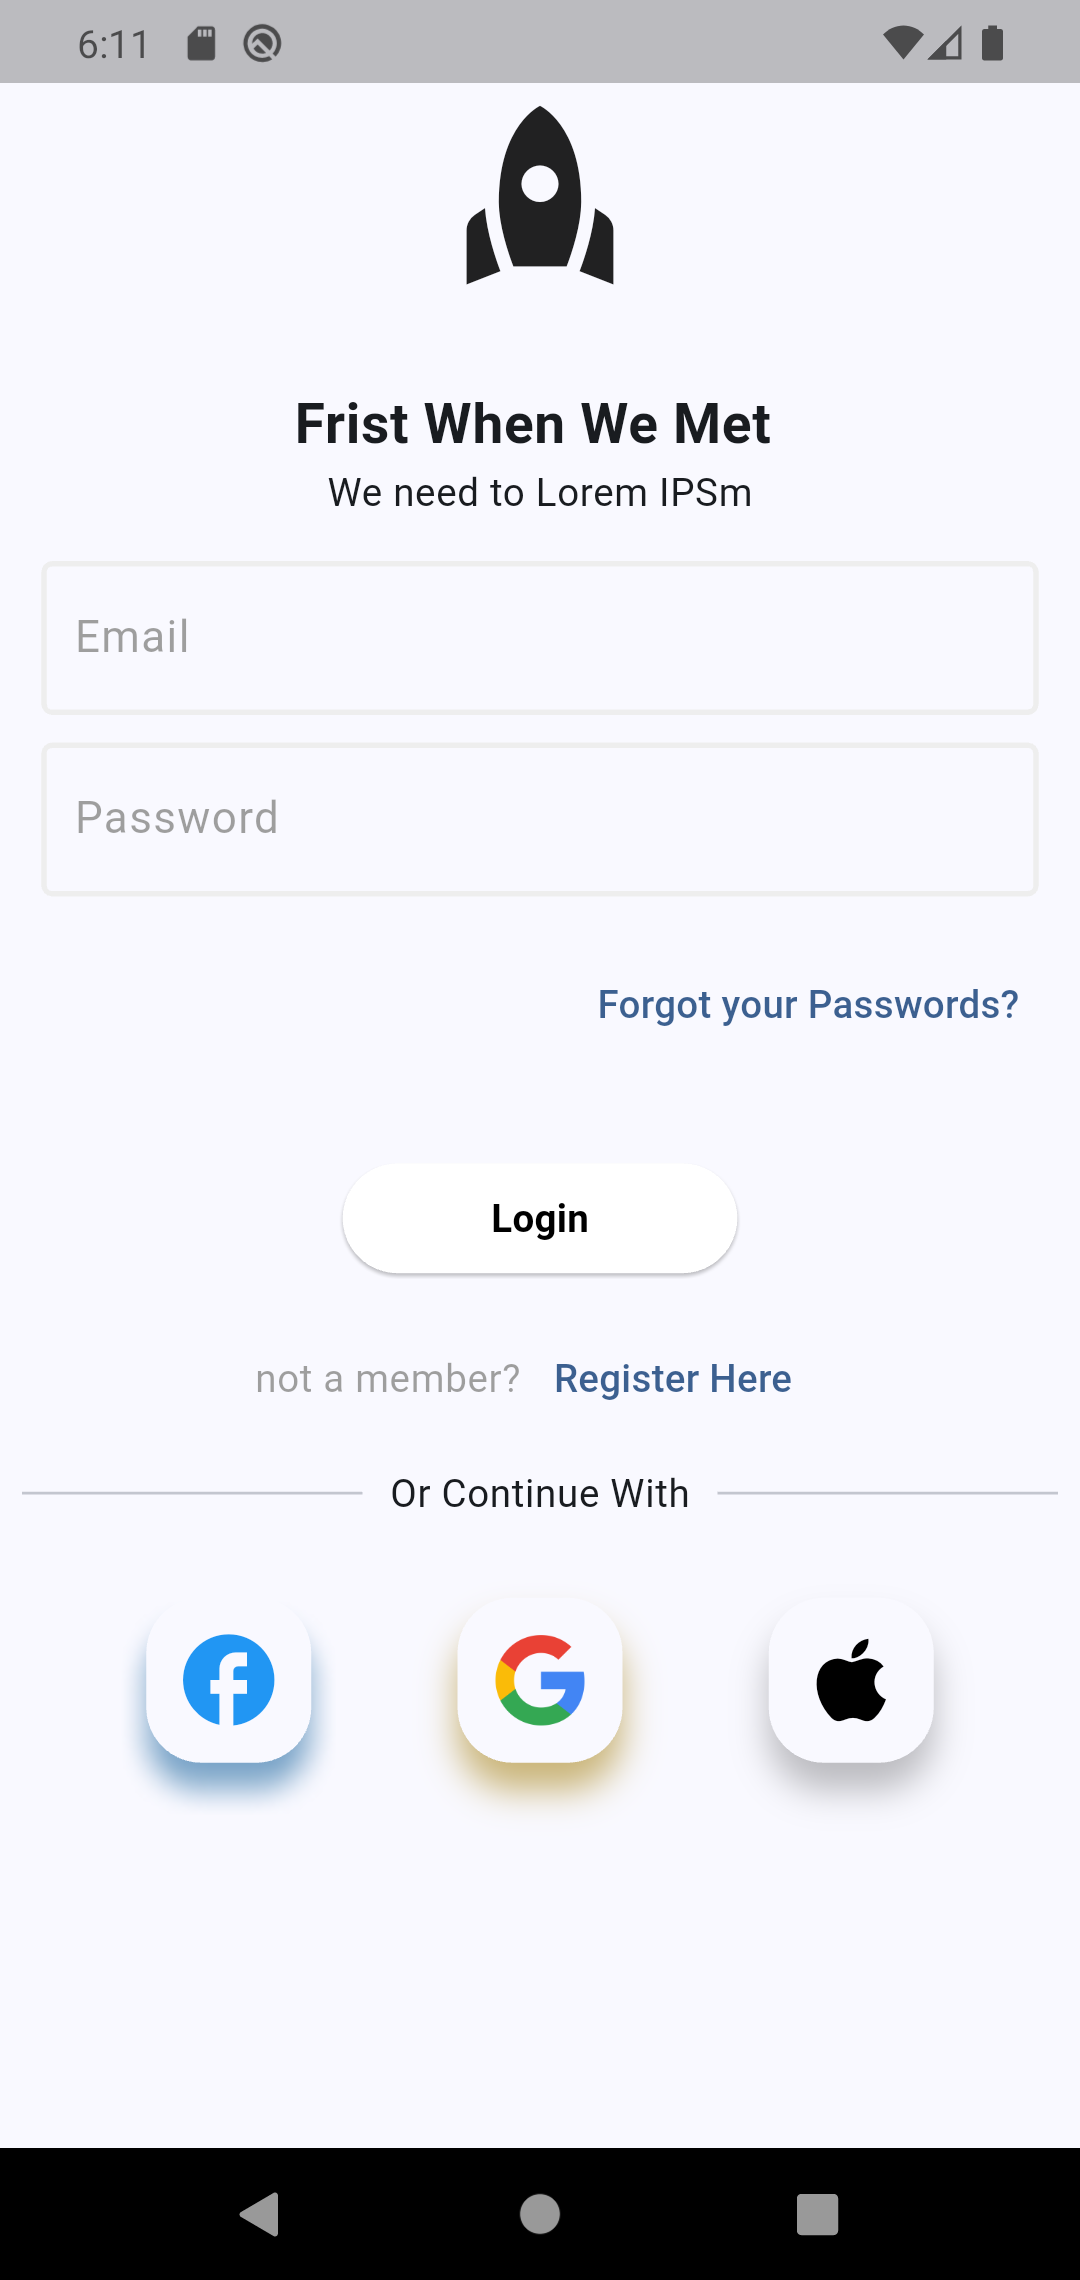 6:11
Frist When We Met
We need to Lorem IPSm
Email
Password
Forgot your Passwords?
Login
not a member? Register Here
Or Continue With